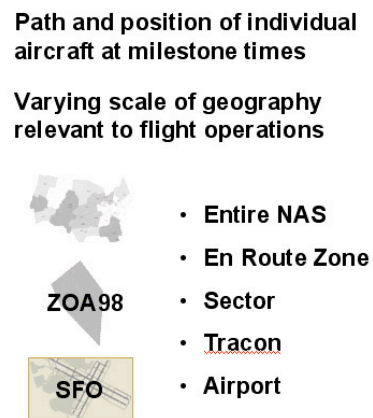 Path and position of individual
aircraft at milestone times
Varying scale of geography
relevant to flight operations
• Entire NAS
• En Route Zone
ZOA98
• Sector
• Tracon
SFO
• Airport